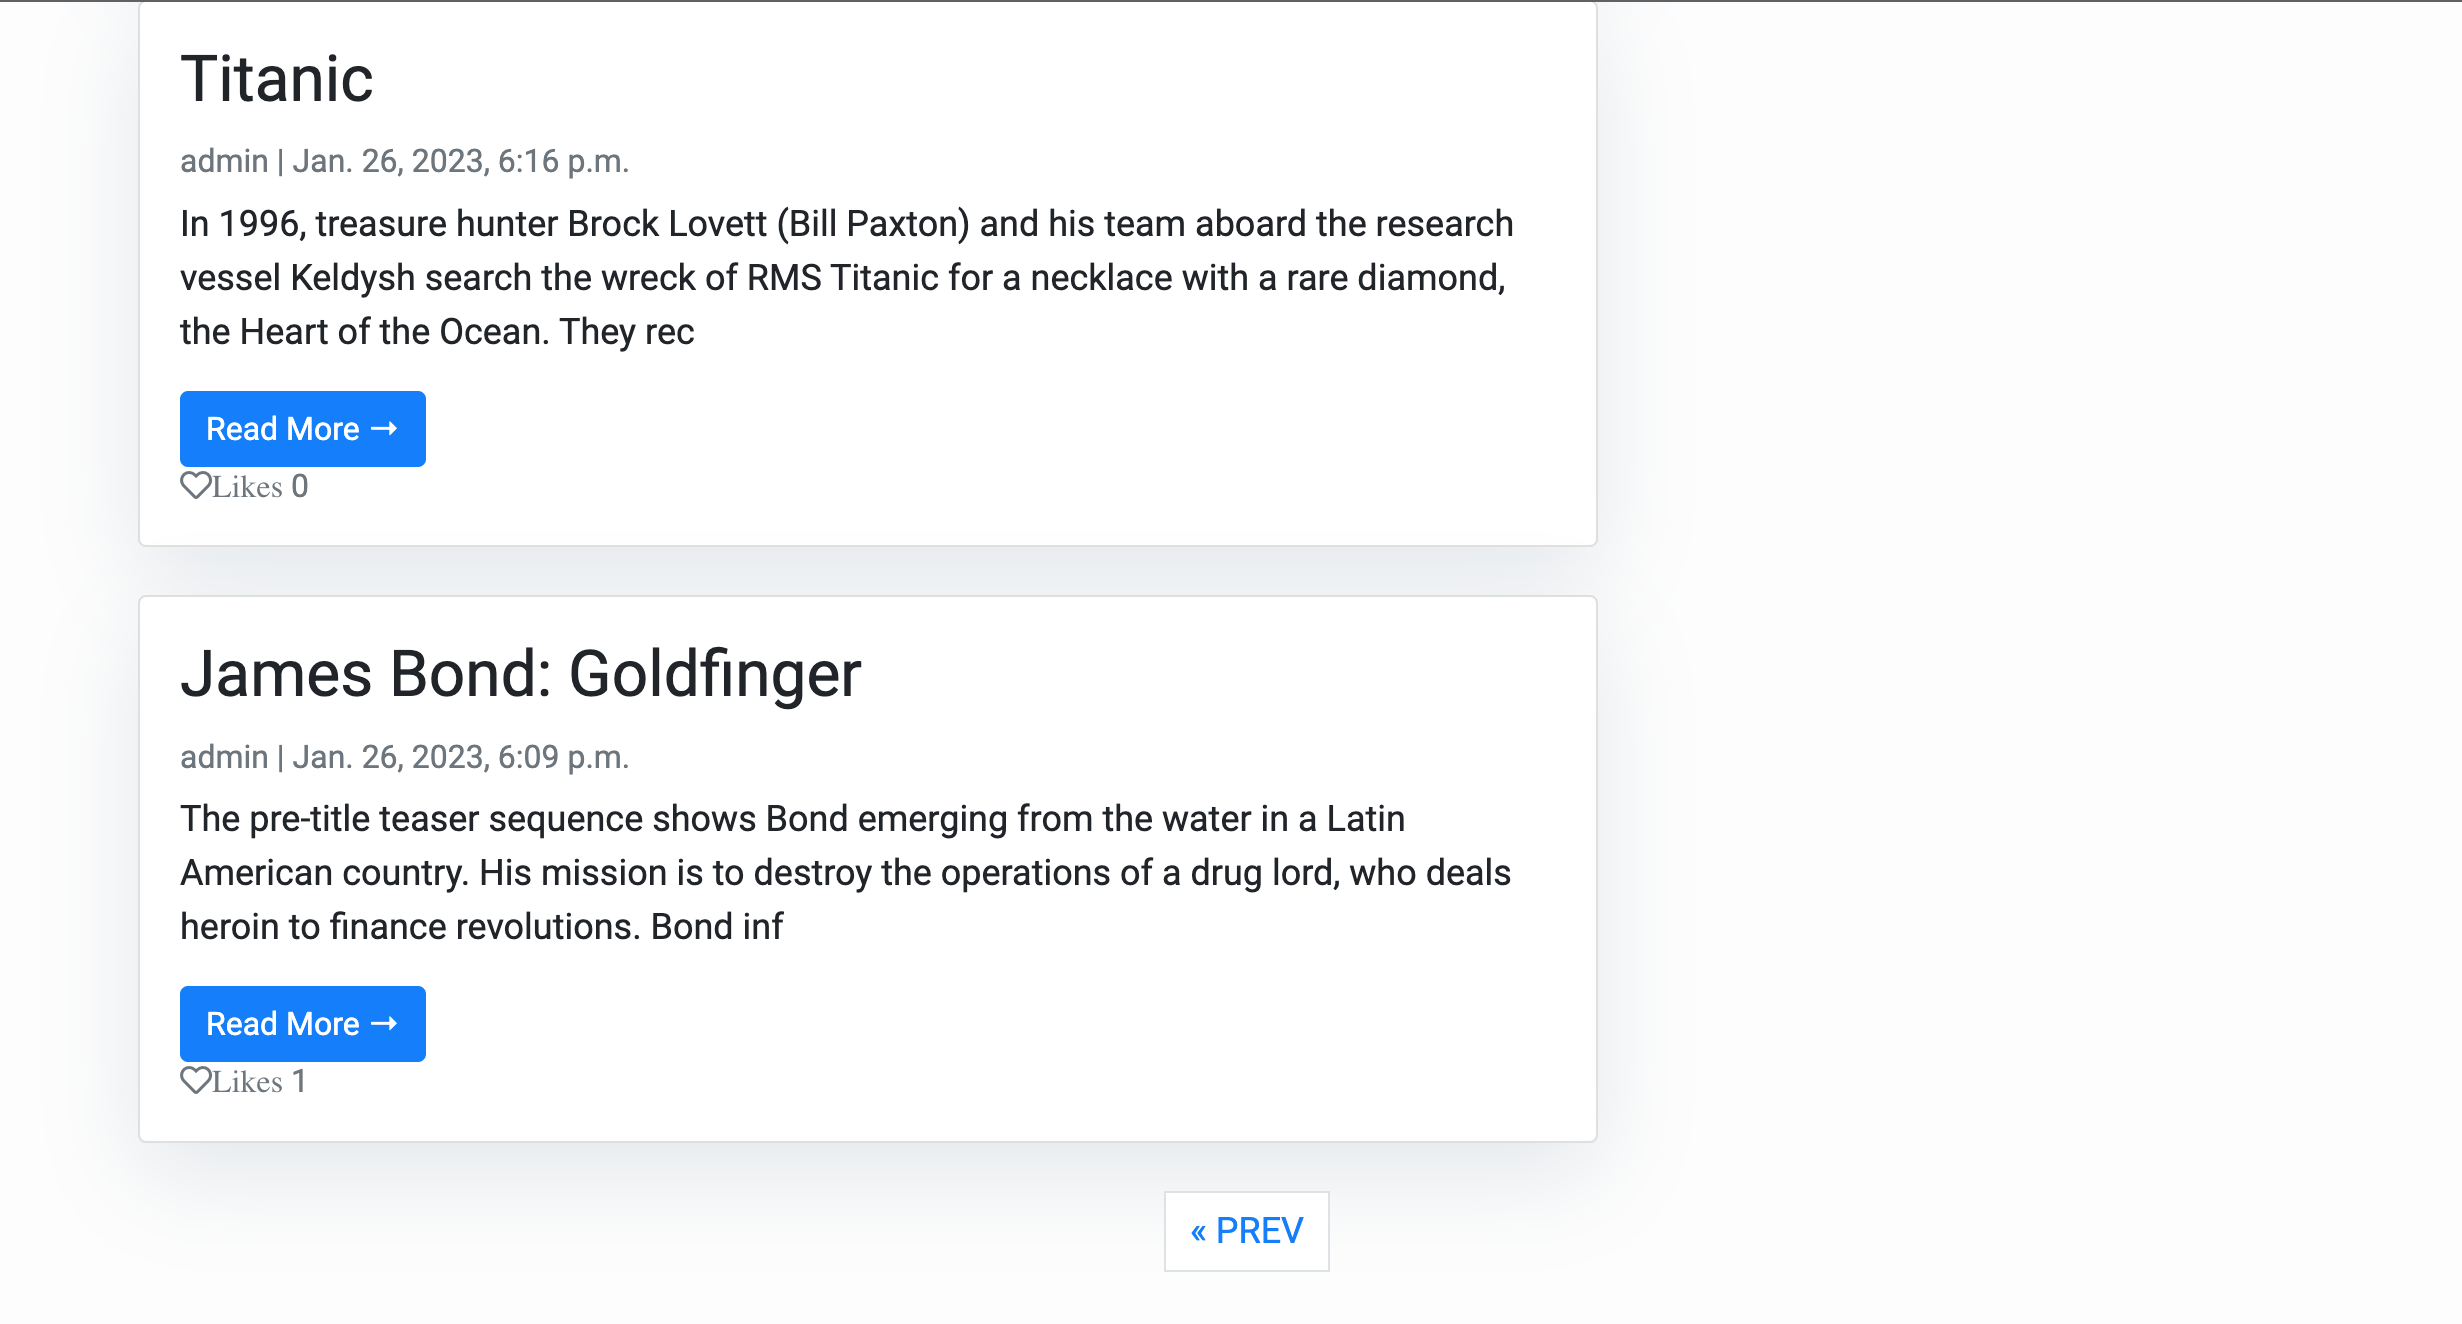 Titanic
admin | Jan. 26, 2023, 6:16 p.m.
In 1996, treasure hunter Brock Lovett (Bill Paxton) and his team aboard the research
vessel Keldysh search the wreck of RMS Titanic for a necklace with a rare diamond,
the Heart of the Ocean. They rec
Read More →
Likes 0
James Bond: Goldfinger
admin | Jan. 26, 2023, 6:09 p.m.
The pre-title teaser sequence shows Bond emerging from the water in a Latin
American country. His mission is to destroy the operations of a drug lord, who deals
heroin to finance revolutions. Bond inf
Read More →
Likes 1
« PREV